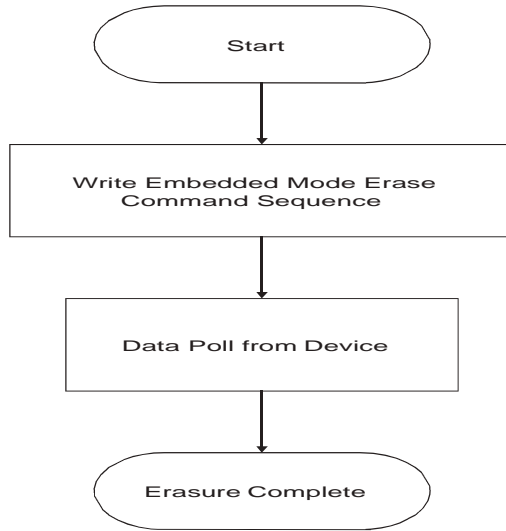 Start
Write Embedded Mode Erase
Command Sequence
Data Poll from Device
Erasure Complete